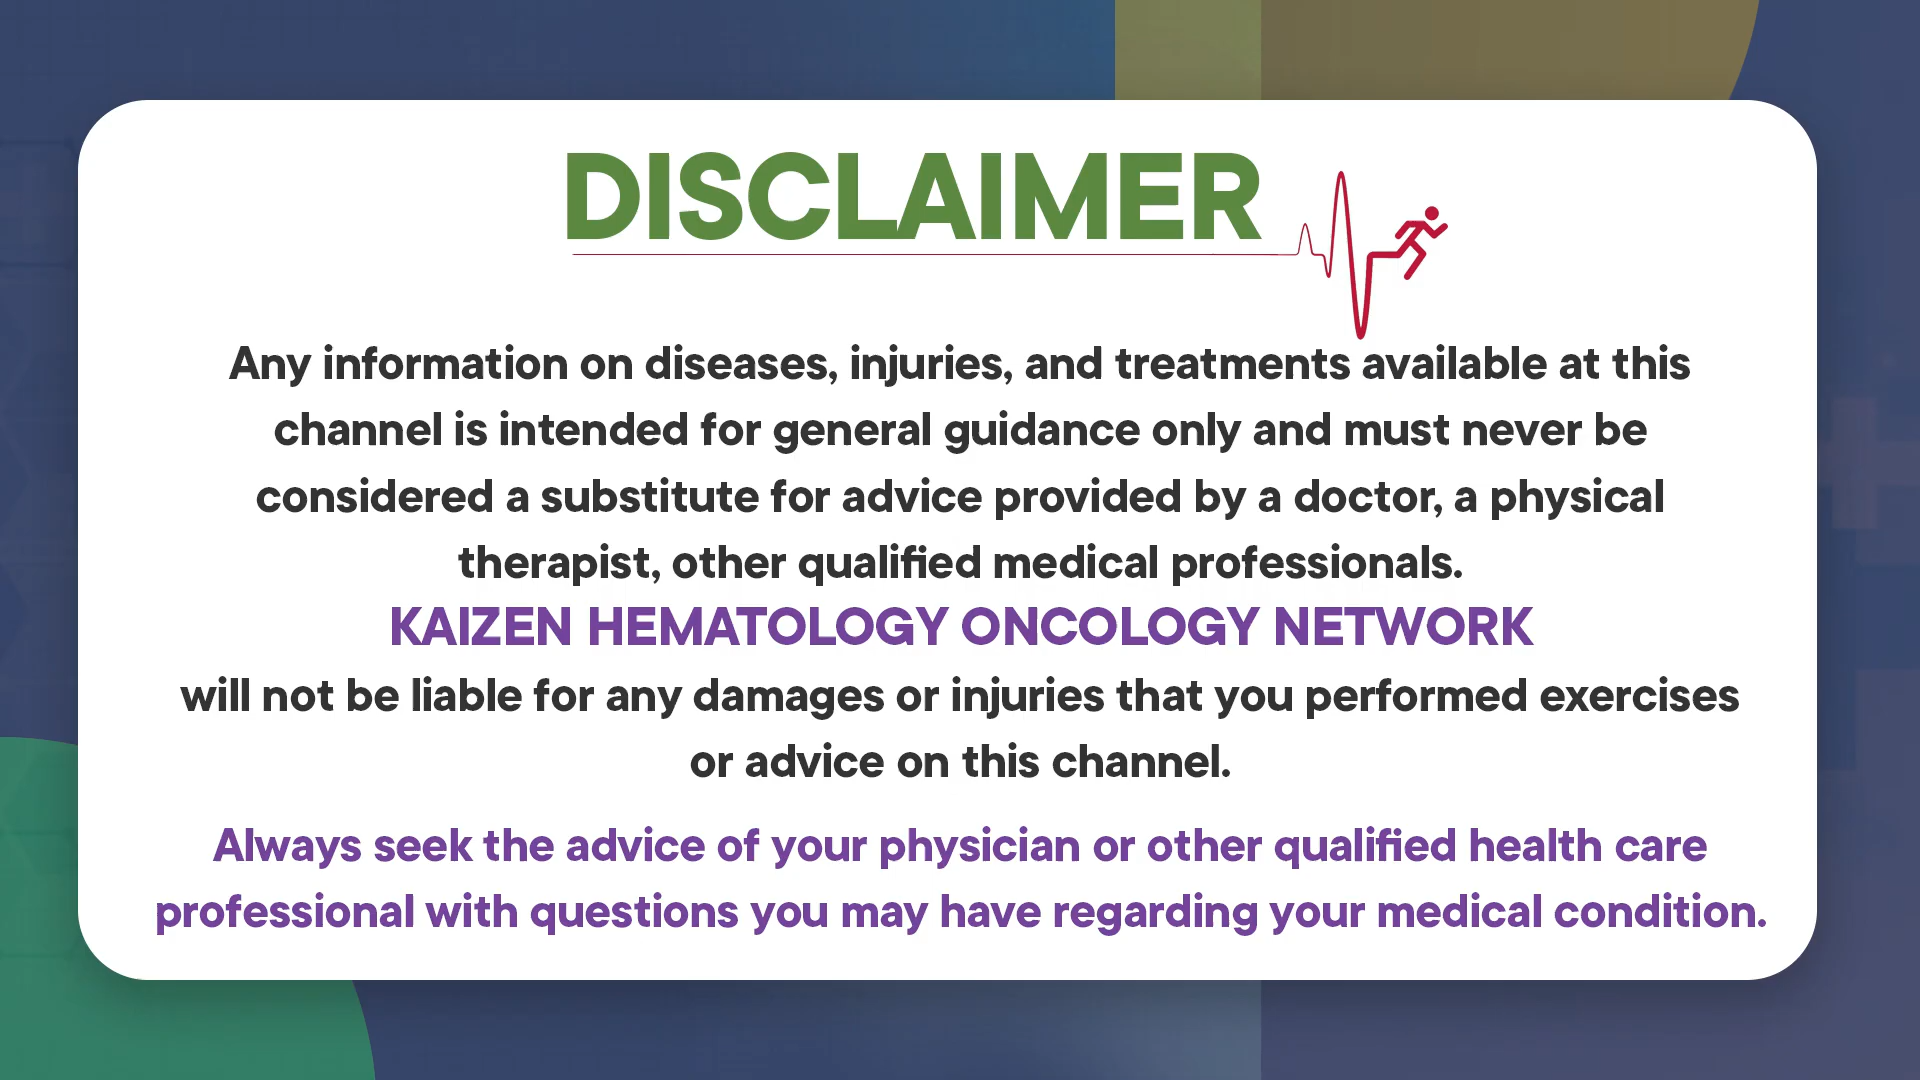 DISCLAIMER
Any information on diseases, injuries, and treatments available at this
channel is intended for general guidance only and must never be
considered a substitute for advice provided by a doctor, a physical
therapist, other qualified medical professionals.
KAIZEN HEMATOLOGY ONCOLOGY NETWORK
will not be liable for any damages or injuries that you performed exercises
or advice on this channel.
Always seek the advice of your physician or other qualified health care
professional with questions you may have regarding your medical condition.